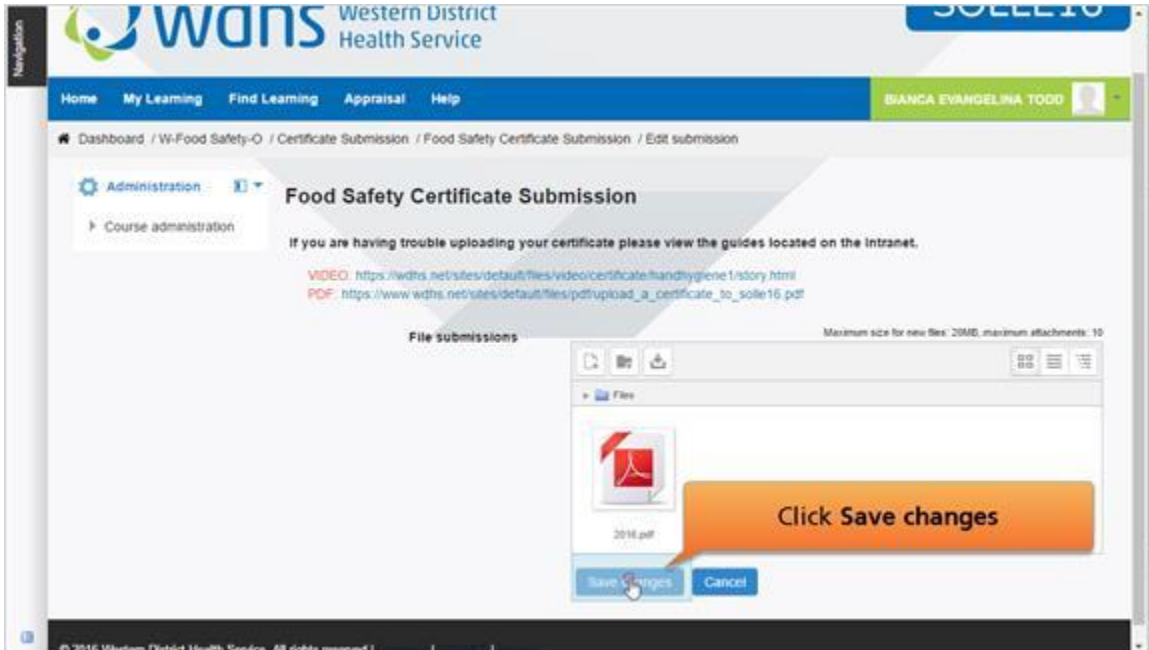 Navigation
wdhs Western District
Health Service
SOLLE16
Home My Learning Find Learning Appraisal Help
BIANCA EVANGELINA TODD
Dashboard / W-Food Safety-O / Certificate Submission / Food Safety Certificate Submission / Edit submission
Administration
Course administration
Food Safety Certificate Submission
If you are having trouble uploading your certificate please view the guides located on the Intranet.
VIDEO: https://wdhs.net/sites/default/files/video/certificate/handhygiene1/story.html
PDF: https://www.wdhs.net/sites/default/files/pdf/upload_a_certificate_to_solle16.pdf
File submissions
Maximum size for new files: 20MB, maximum attachments: 10
Files
2016.pdf
Click Save changes
Save changes
Cancel
© 2016 Western District Health Service. All rights reserved |